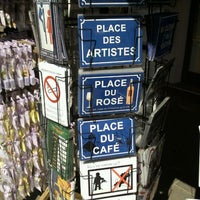 PLACE
DES
ARTISTES
PLACE
DU
ROSÉ
PLACE
DU
CAFÉ